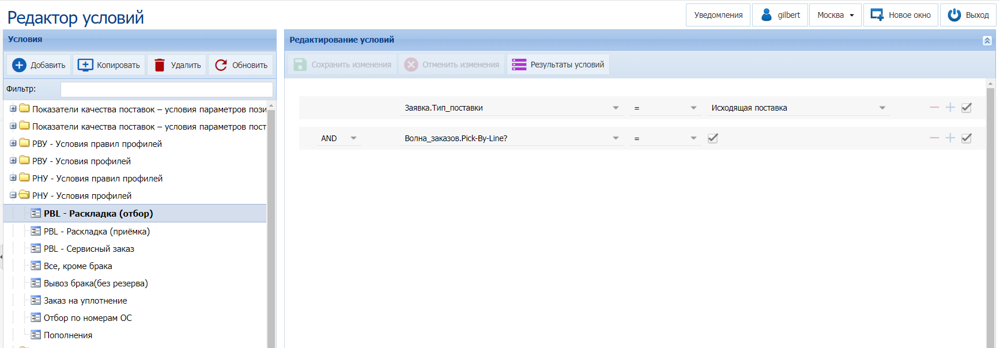 Редактор условий
Уведомления
gilbert
Москва
Новое окно
Выход
Условия
Добавить
Копировать
Удалить
Обновить
Фильтр:
Показатели качества поставок – условия параметров пози
Показатели качества поставок – условия параметров пост
РВУ - Условия правил профилей
РВУ - Условия профилей
РНУ - Условия правил профилей
РНУ - Условия профилей
PBL - Раскладка (отбор)
PBL - Раскладка (приёмка)
PBL - Сервисный заказ
Все, кроме брака
Вывоз брака(без резерва)
Заказ на уплотнение
Отбор по номерам ОС
Пополнения
Редактирование условий
Сохранить изменения
Отменить изменения
Результаты условий
Заявка.Тип_поставки = Исходящая поставка
AND Волна_заказов.Pick-By-Line? =